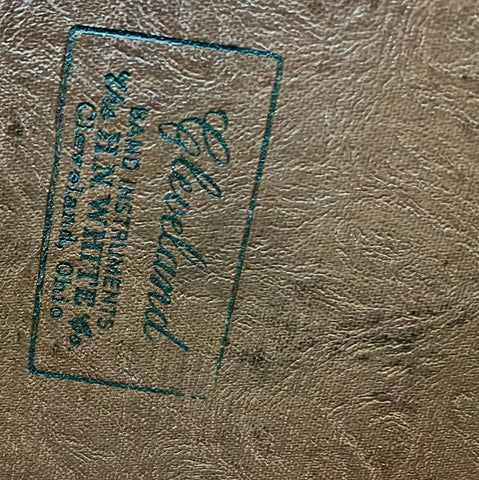 Cleveland
BAND INSTRUMENTS
The H.N. WHITE Co.
Cleveland, Ohio